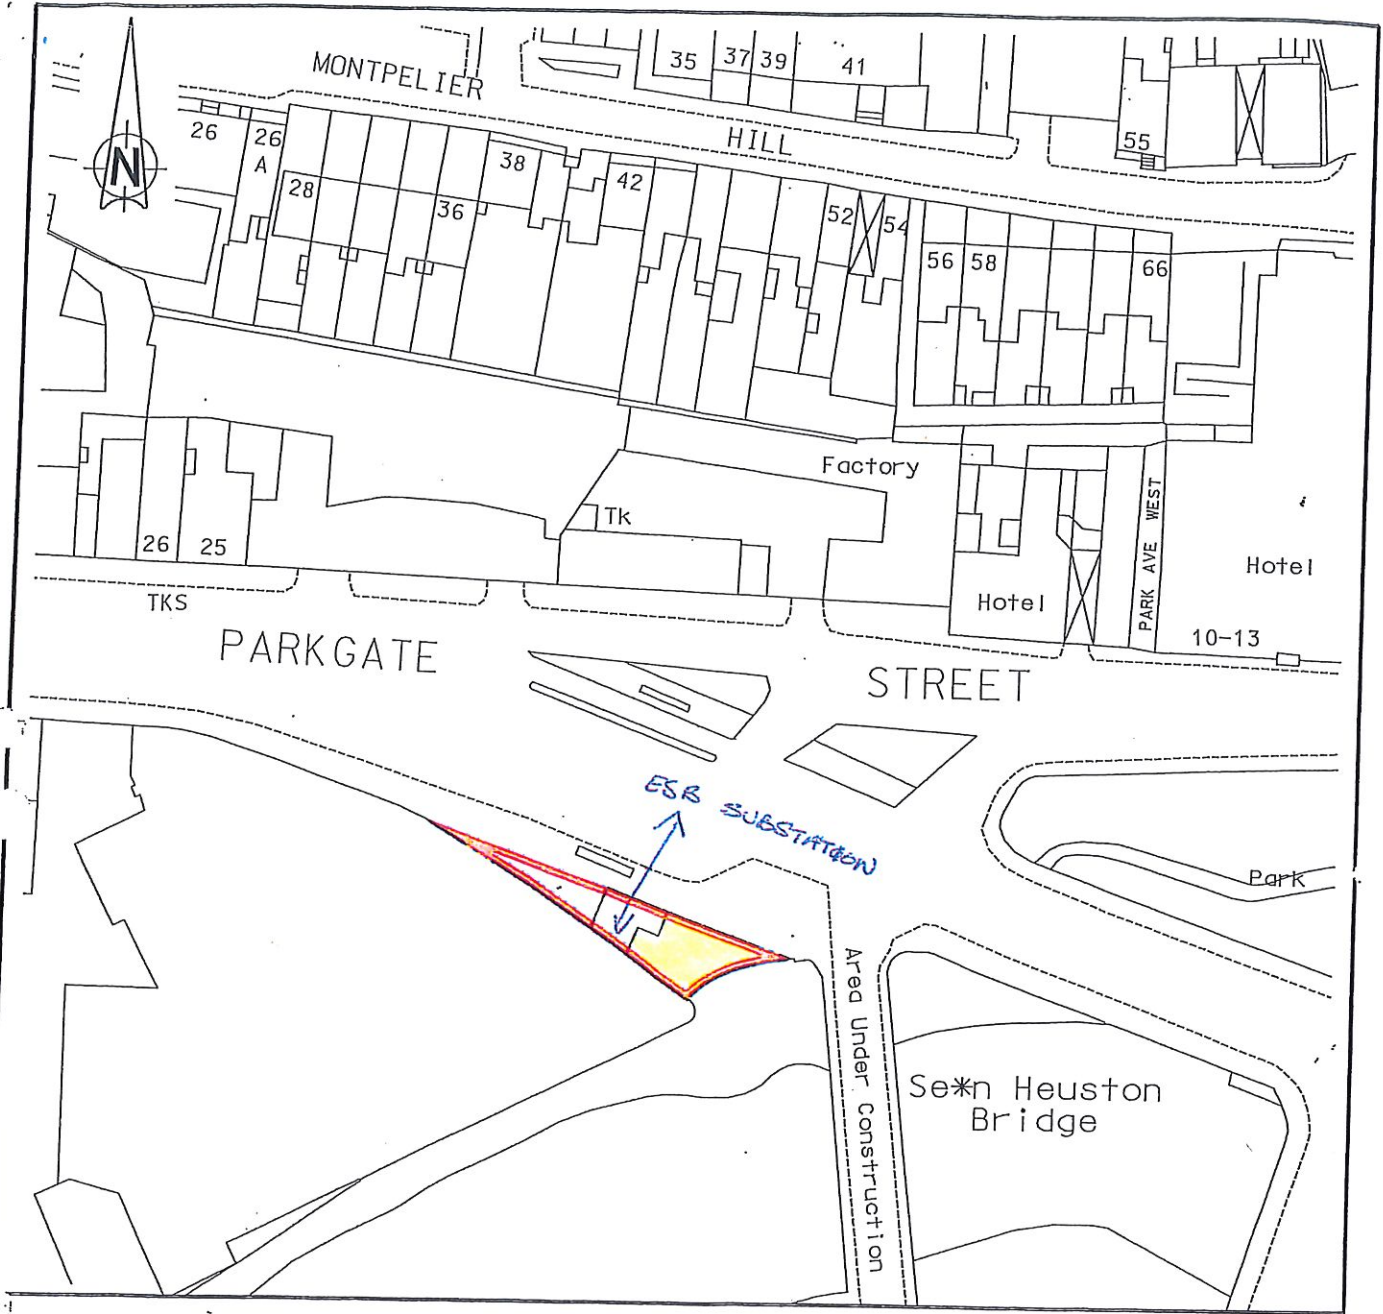 MONTPELIER
HILL
35
37
39
41
55
26
26
A
28
36
38
42
52
54
56
58
66
N
Factory
TK
26
25
TKS
Hotel
PARK AVE WEST
Hotel
10-13
PARKGATE
STREET
ESB SUBSTATION
Park
Area Under Construction
Se*n Heuston
Bridge